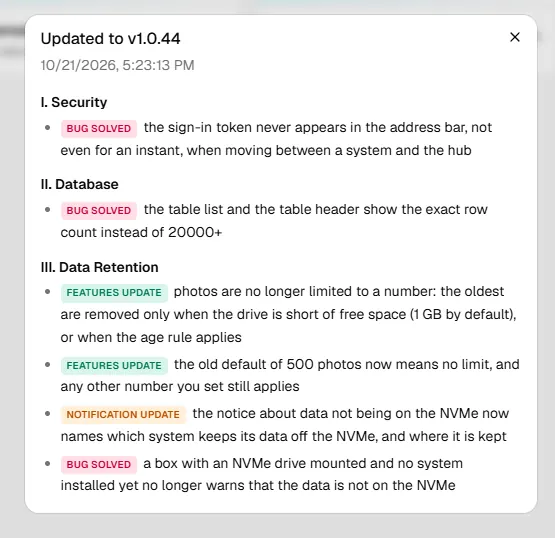 Updated to v1.0.44
10/21/2026, 5:23:13 PM
I. Security
BUG SOLVED the sign-in token never appears in the address bar, not
even for an instant, when moving between a system and the hub
II. Database
BUG SOLVED the table list and the table header show the exact row
count instead of 20000+
III. Data Retention
FEATURES UPDATE photos are no longer limited to a number: the oldest
are removed only when the drive is short of free space (1 GB by default),
or when the age rule applies
FEATURES UPDATE the old default of 500 photos now means no limit, and
any other number you set still applies
NOTIFICATION UPDATE the notice about data not being on the NVMe now
names which system keeps its data off the NVMe, and where it is kept
BUG SOLVED a box with an NVMe drive mounted and no system
installed yet no longer warns that the data is not on the NVMe